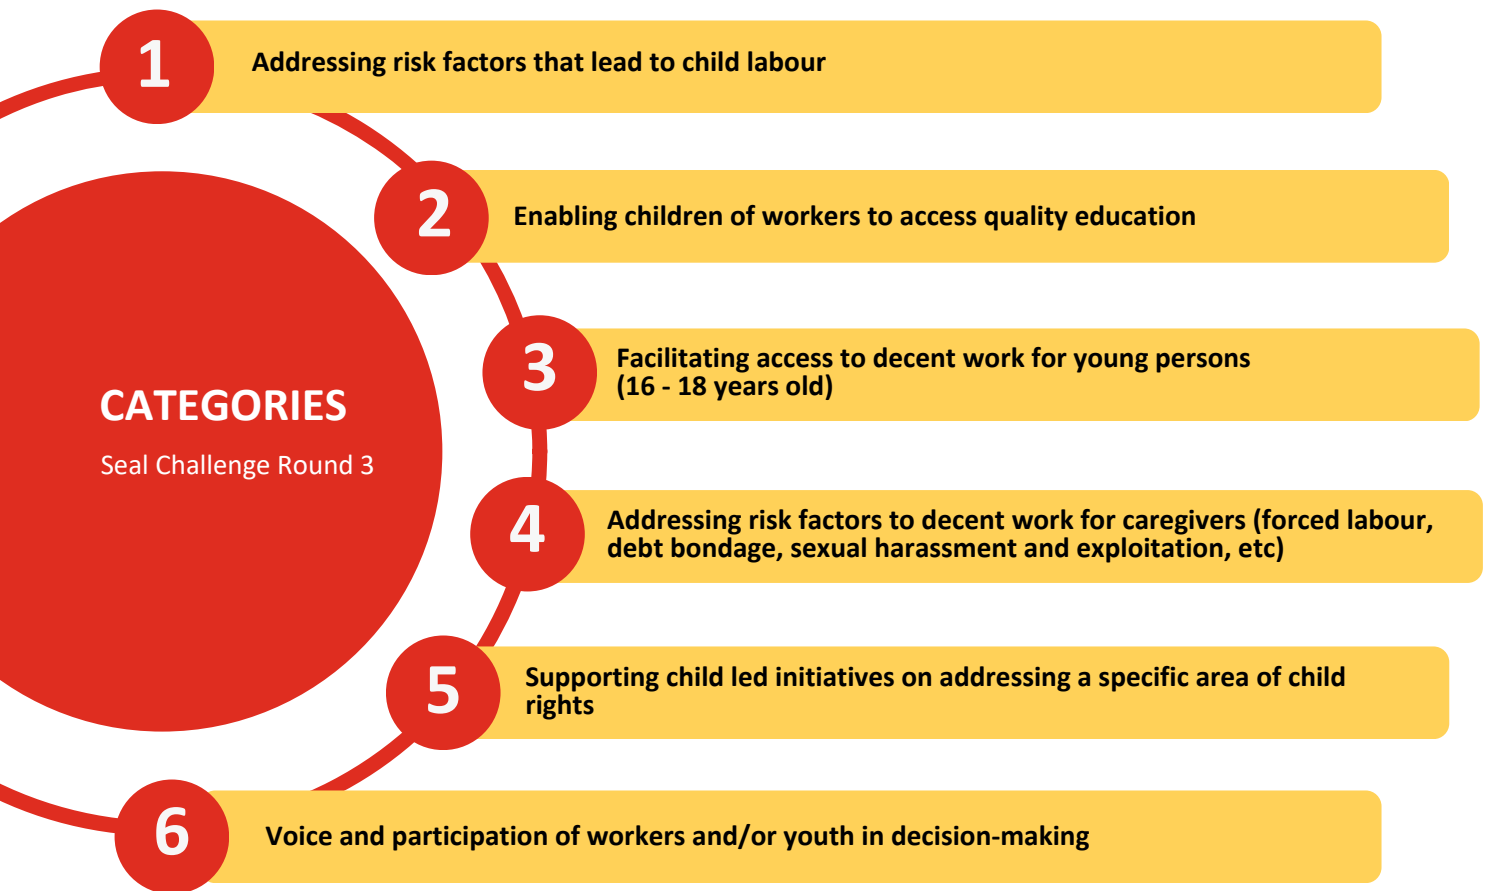 1
Addressing risk factors that lead to child labour
2
Enabling children of workers to access quality education
3
Facilitating access to decent work for young persons
(16 - 18 years old)
CATEGORIES
Seal Challenge Round 3
4
Addressing risk factors to decent work for caregivers (forced labour,
debt bondage, sexual harassment and exploitation, etc)
5
Supporting child led initiatives on addressing a specific area of child
rights
6
Voice and participation of workers and/or youth in decision-making